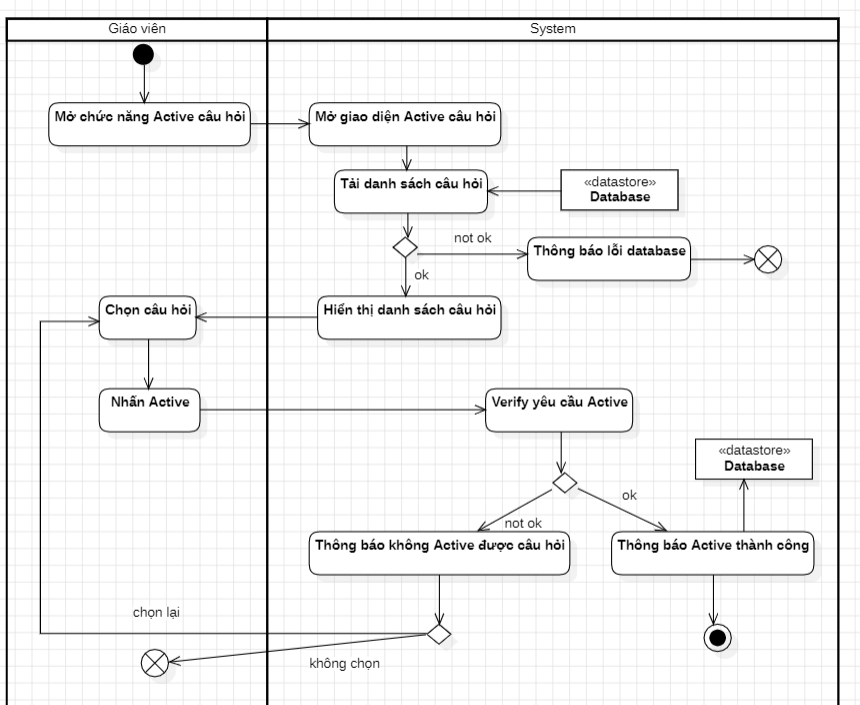 Giáo viên
System
Mở chức năng Active câu hỏi
Mở giao diện Active câu hỏi
Tải danh sách câu hỏi
«datastore»
Database
not ok
Thông báo lỗi database
ok
Chọn câu hỏi
Hiển thị danh sách câu hỏi
Nhấn Active
Verify yêu cầu Active
«datastore»
Database
ok
not ok
Thông báo không Active được câu hỏi
Thông báo Active thành công
chọn lại
không chọn